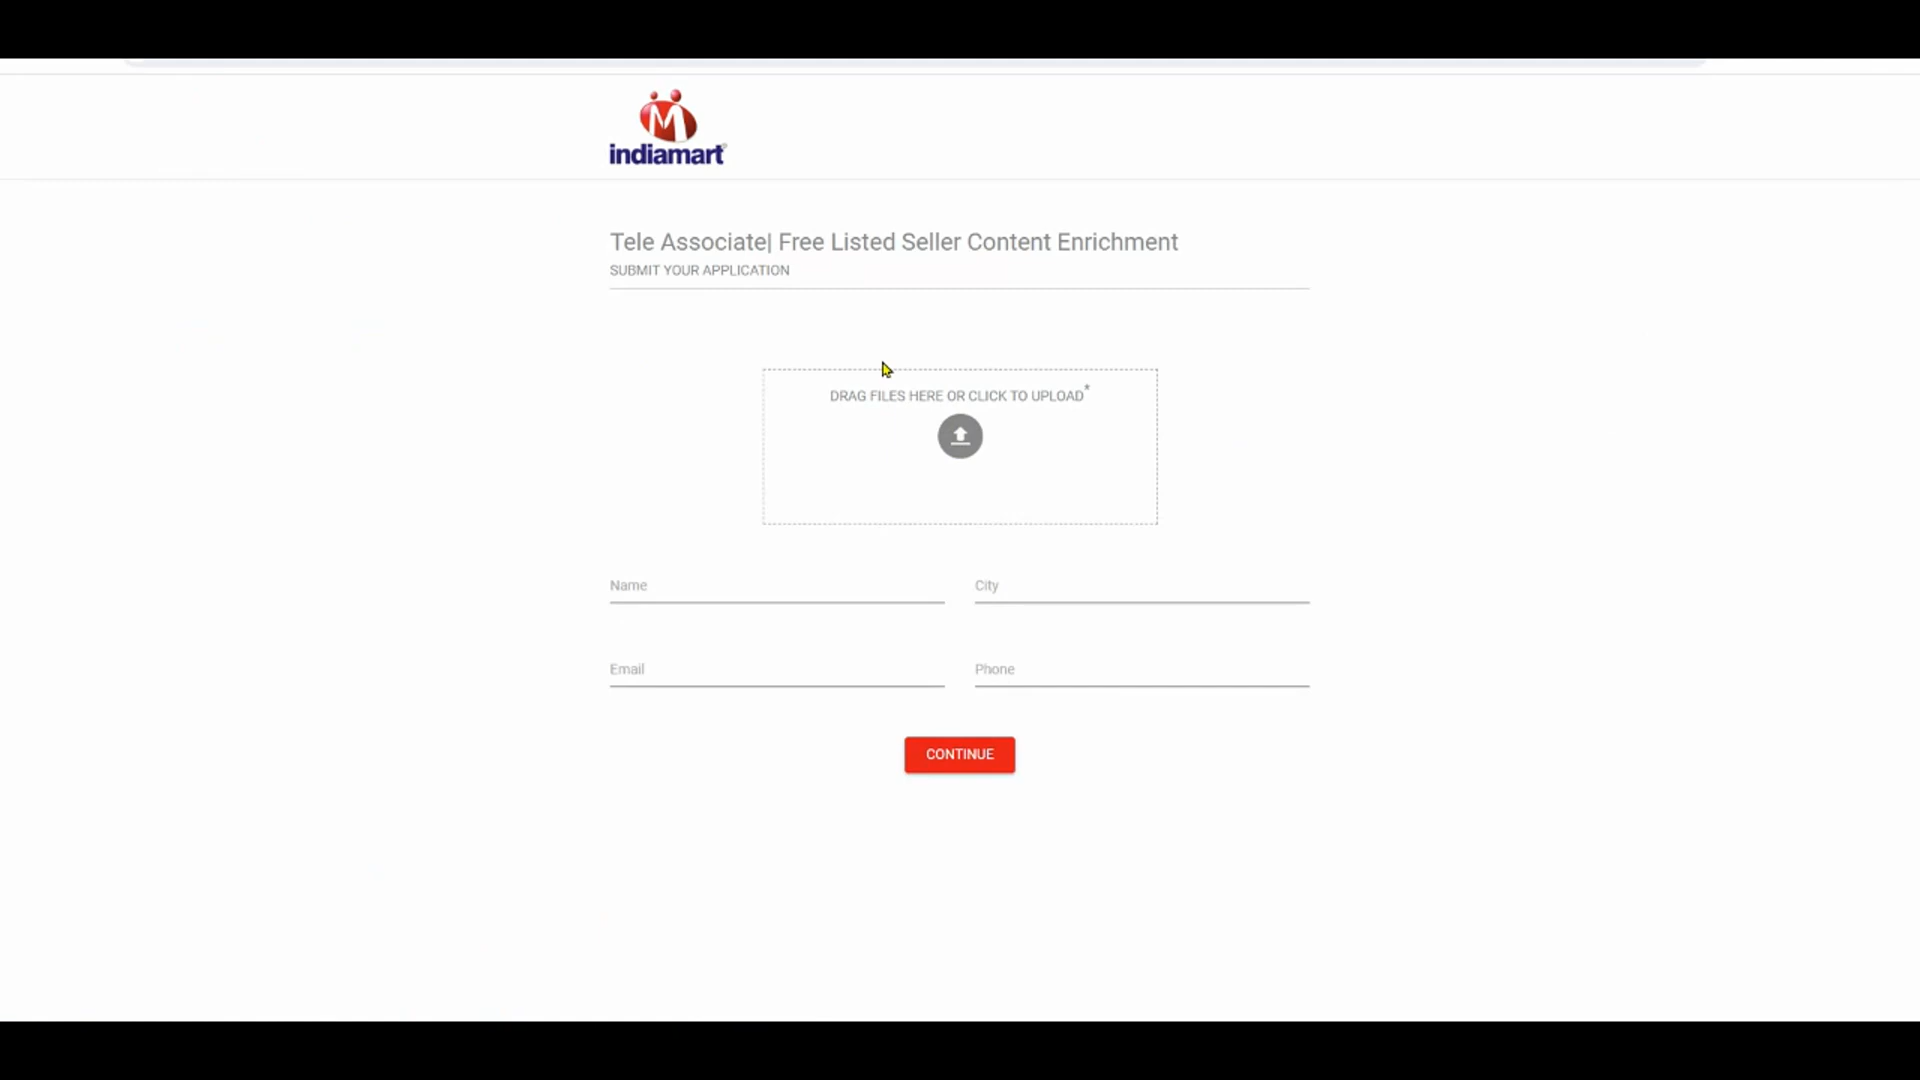 indiamart
Tele Associate| Free Listed Seller Content Enrichment
SUBMIT YOUR APPLICATION
DRAG FILES HERE OR CLICK TO UPLOAD*
Name
City
Email
Phone
CONTINUE